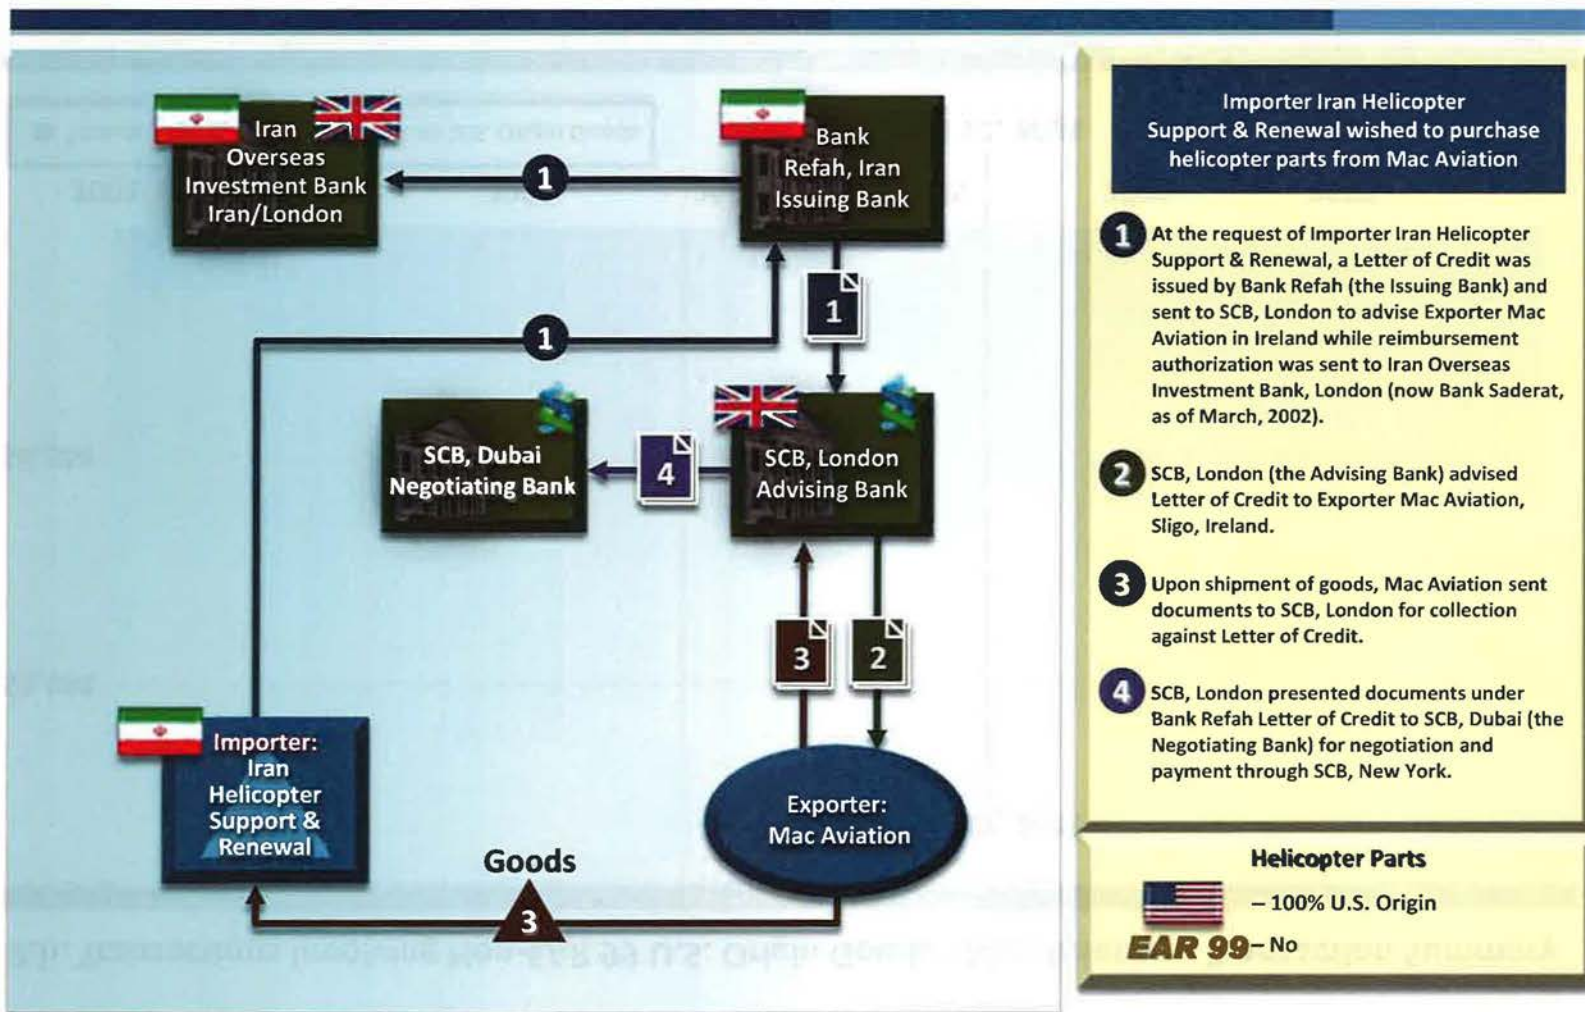 Iran
Overseas
Investment Bank
Iran/London
1
Bank
Refah, Iran
Issuing Bank
1
1
SCB, Dubai
Negotiating Bank
4
SCB, London
Advising Bank
3
2
Importer:
Iran
Helicopter
Support &
Renewal
Exporter:
Mac Aviation
Goods
3
Importer Iran Helicopter
Support & Renewal wished to purchase
helicopter parts from Mac Aviation
1 At the request of Importer Iran Helicopter
Support & Renewal, a Letter of Credit was
issued by Bank Refah (the Issuing Bank) and
sent to SCB, London to advise Exporter Mac
Aviation in Ireland while reimbursement
authorization was sent to Iran Overseas
Investment Bank, London (now Bank Saderat,
as of March, 2002).
2 SCB, London (the Advising Bank) advised
Letter of Credit to Exporter Mac Aviation,
Sligo, Ireland.
3 Upon shipment of goods, Mac Aviation sent
documents to SCB, London for collection
against Letter of Credit.
4 SCB, London presented documents under
Bank Refah Letter of Credit to SCB, Dubai (the
Negotiating Bank) for negotiation and
payment through SCB, New York.
Helicopter Parts
– 100% U.S. Origin
EAR 99 – No